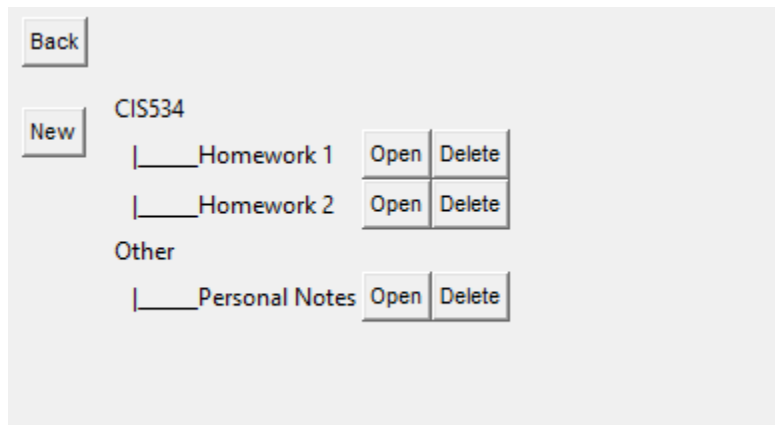 Back
New
CIS534
|_____Homework 1 Open Delete
|_____Homework 2 Open Delete
Other
|_____Personal Notes Open Delete